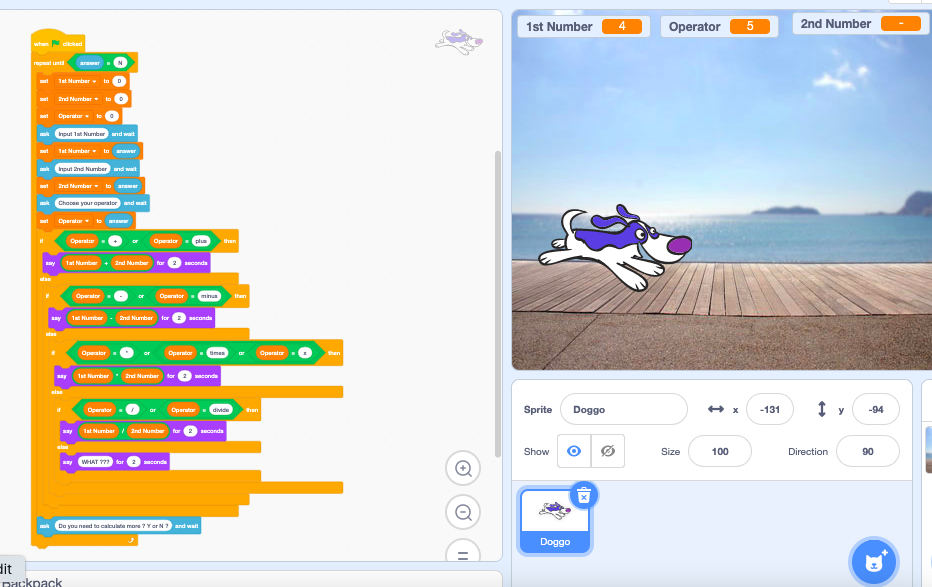 when clicked
repeat until answer = N
set 1st Number to 0
set 2nd Number to 0
set Operator to 0
ask Input 1st Number and wait
set 1st Number to answer
ask Input 2nd Number and wait
set 2nd Number to answer
ask Choose your operator and wait
set Operator to answer
if Operator = + or Operator = plus then
say 1st Number + 2nd Number for 2 seconds
else
if Operator = - or Operator = minus then
say 1st Number - 2nd Number for 2 seconds
else
if Operator = * or Operator = times or Operator = x then
say 1st Number * 2nd Number for 2 seconds
else
if Operator = / or Operator = divide then
say 1st Number / 2nd Number for 2 seconds
else
say WHAT ??? for 2 seconds
ask Do you need to calculate more ? Y or N ? and wait
dit
Backpack
1st Number 4 Operator 5 2nd Number -
Sprite Doggo x -131 y -94
Show Size 100 Direction 90
Doggo